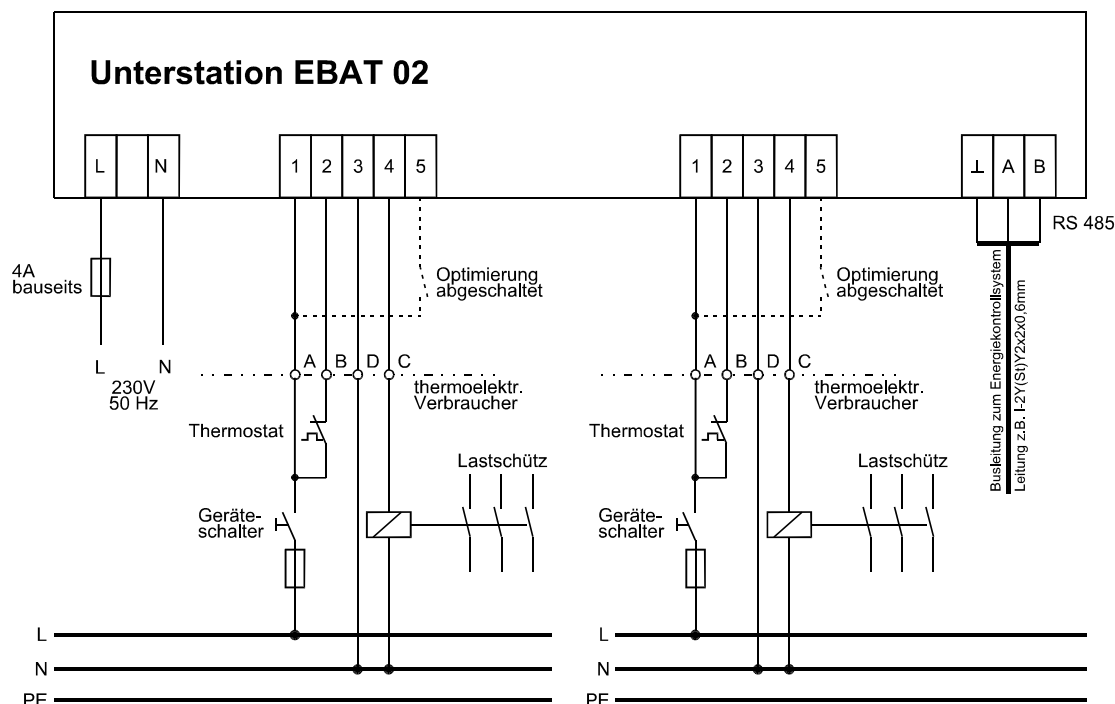 Unterstation EBAT 02
L N
1 2 3 4 5
1 2 3 4 5
⊥ A B
RS 485
4A
bauseits
L N
230V
50 Hz
Optimierung
abgeschaltet
A B D C
thermoelektr.
Verbraucher
Thermostat
Lastschütz
Geräte-
schalter
L
N
PE
Optimierung
abgeschaltet
A B D C
thermoelektr.
Verbraucher
Thermostat
Lastschütz
Geräte-
schalter
L
N
PE
Busleitung zum Energiekontrollsystem
Leitung z.B. I-2Y(St)Y2x2x0,6mm